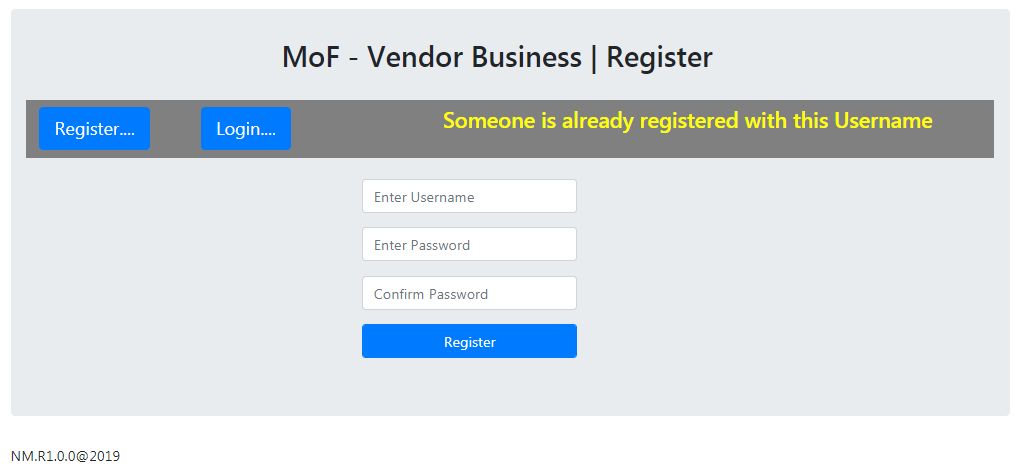 MoF - Vendor Business | Register
Register.... Login.... Someone is already registered with this Username
Enter Username
Enter Password
Confirm Password
Register
NM.R1.0.0@2019